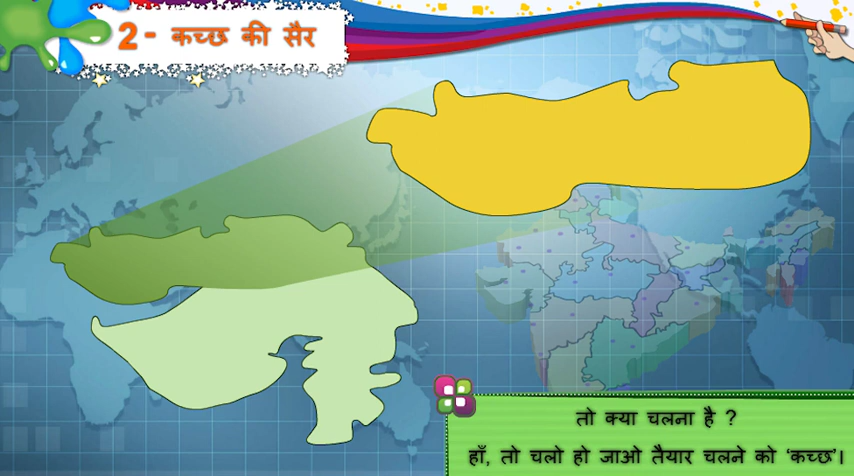 2- कच्छ की सैर
तो क्या चलना है ?
हाँ, तो चलो हो जाओ तैयार चलने को ‘कच्छ’।